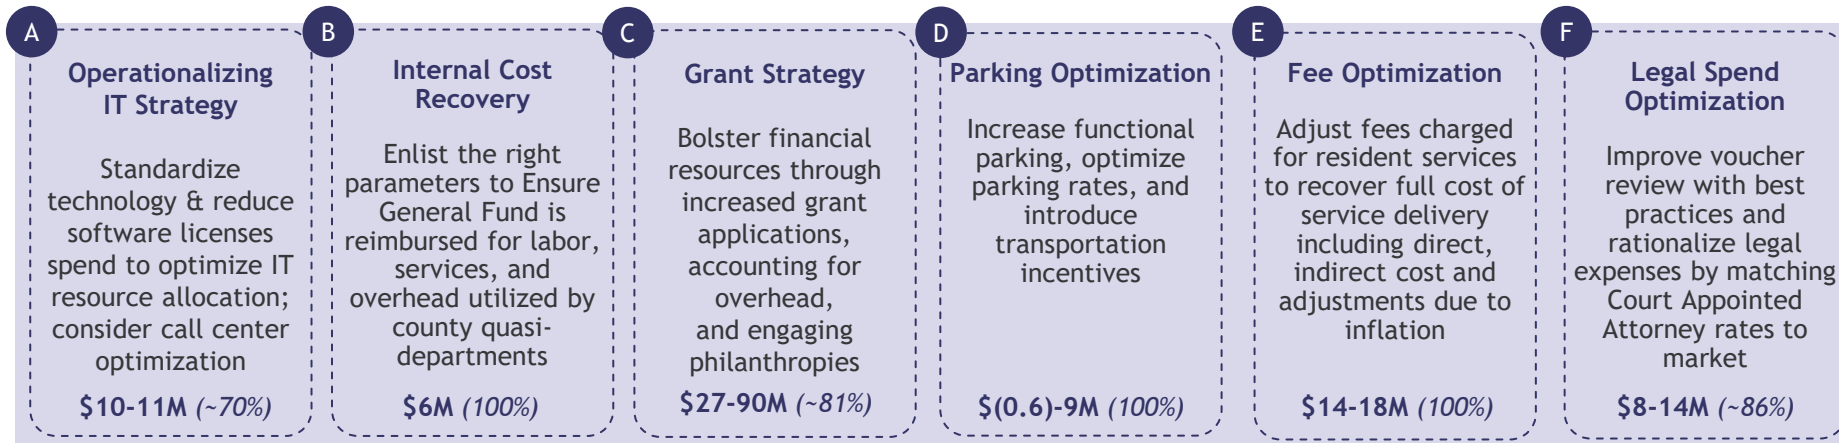 A
Operationalizing
IT Strategy
Standardize
technology & reduce
software licenses
spend to optimize IT
resource allocation;
consider call center
optimization
$10-11M (~70%)
B
Internal Cost
Recovery
Enlist the right
parameters to Ensure
General Fund is
reimbursed for labor,
services, and
overhead utilized by
county quasi-
departments
$6M (100%)
C
Grant Strategy
Bolster financial
resources through
increased grant
applications,
accounting for
overhead,
and engaging
philanthropies
$27-90M (~81%)
D
Parking Optimization
Increase functional
parking, optimize
parking rates, and
introduce
transportation
incentives
$(0.6)-9M (100%)
E
Fee Optimization
Adjust fees charged
for resident services
to recover full cost of
service delivery
including direct,
indirect cost and
adjustments due to
inflation
$14-18M (100%)
F
Legal Spend
Optimization
Improve voucher
review with best
practices and
rationalize legal
expenses by matching
Court Appointed
Attorney rates to
market
$8-14M (~86%)